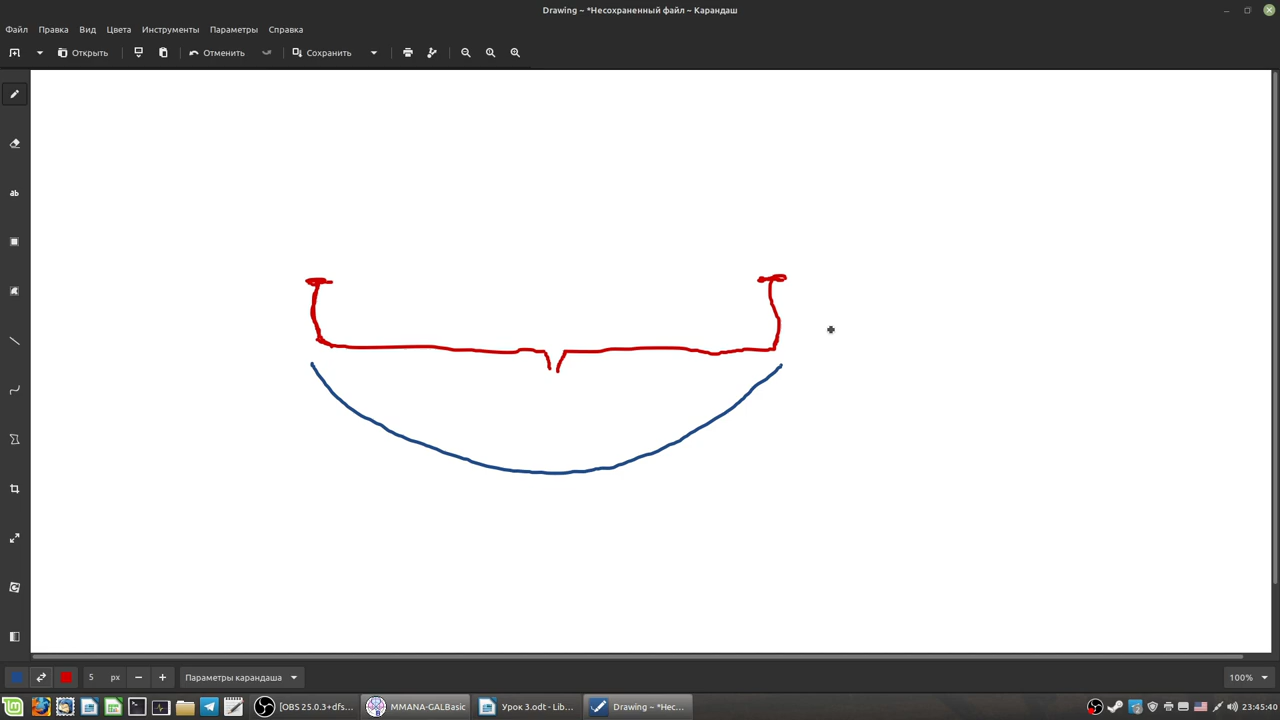 Drawing ~ *Несохраненный файл ~ Карандаш
Файл Правка Вид Цвета Инструменты Параметры Справка
Открыть Отменить Сохранить
ab
5 px Параметры карандаша 100%
[OBS 25.0.3+dfs... MMANA-GALBasic Урок 3.odt - Lib... Drawing ~ *Нес... 23:45:40